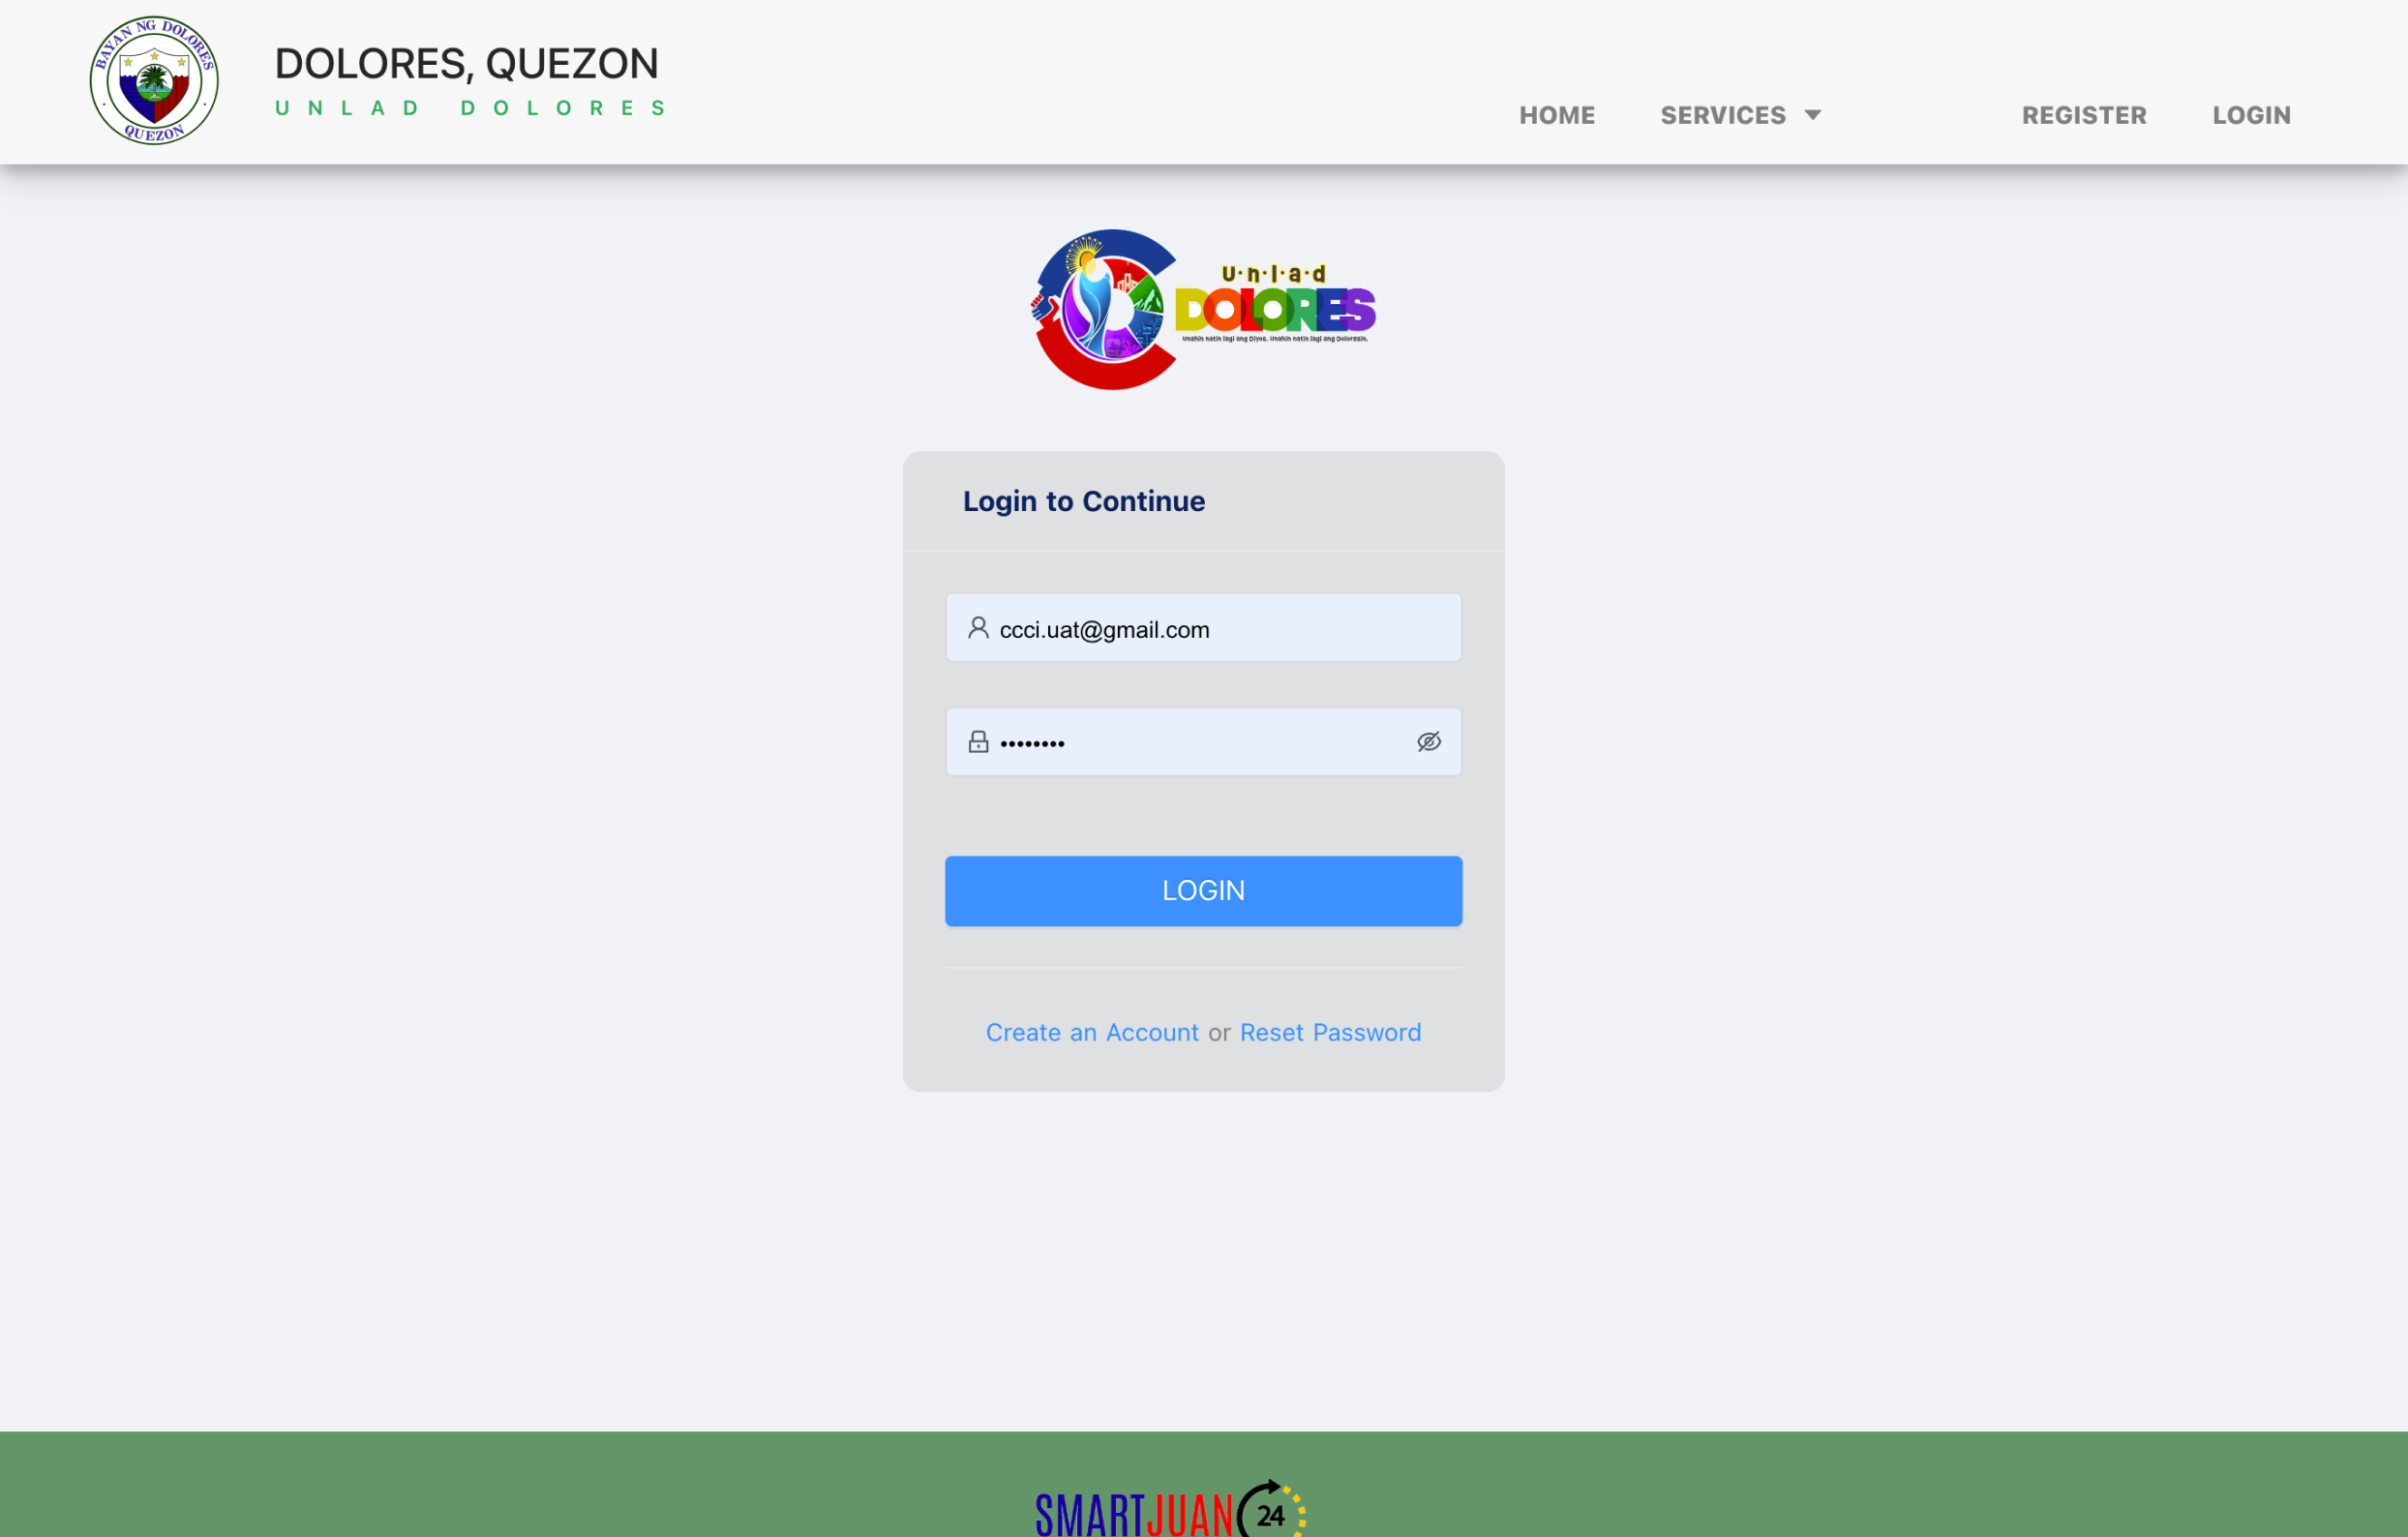 BAYAN NG DOLORES
QUEZON
DOLORES, QUEZON
UNLAD DOLORES
HOME
SERVICES
REGISTER
LOGIN
U·n·l·a·d
DOLORES
Unahin natin lagi ang Diyos. Unahin natin lagi ang Doloresin.
Login to Continue
ccci.uat@gmail.com
••••••••
LOGIN
Create an Account or Reset Password
SMARTJUAN 24